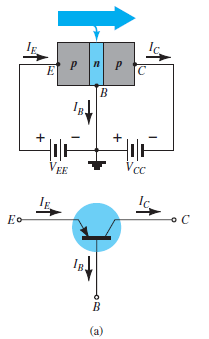 I_E I_C
p n p
E C
B
I_B
+ − + −
V_EE V_CC
I_E I_C
E C
I_B
B
(a)